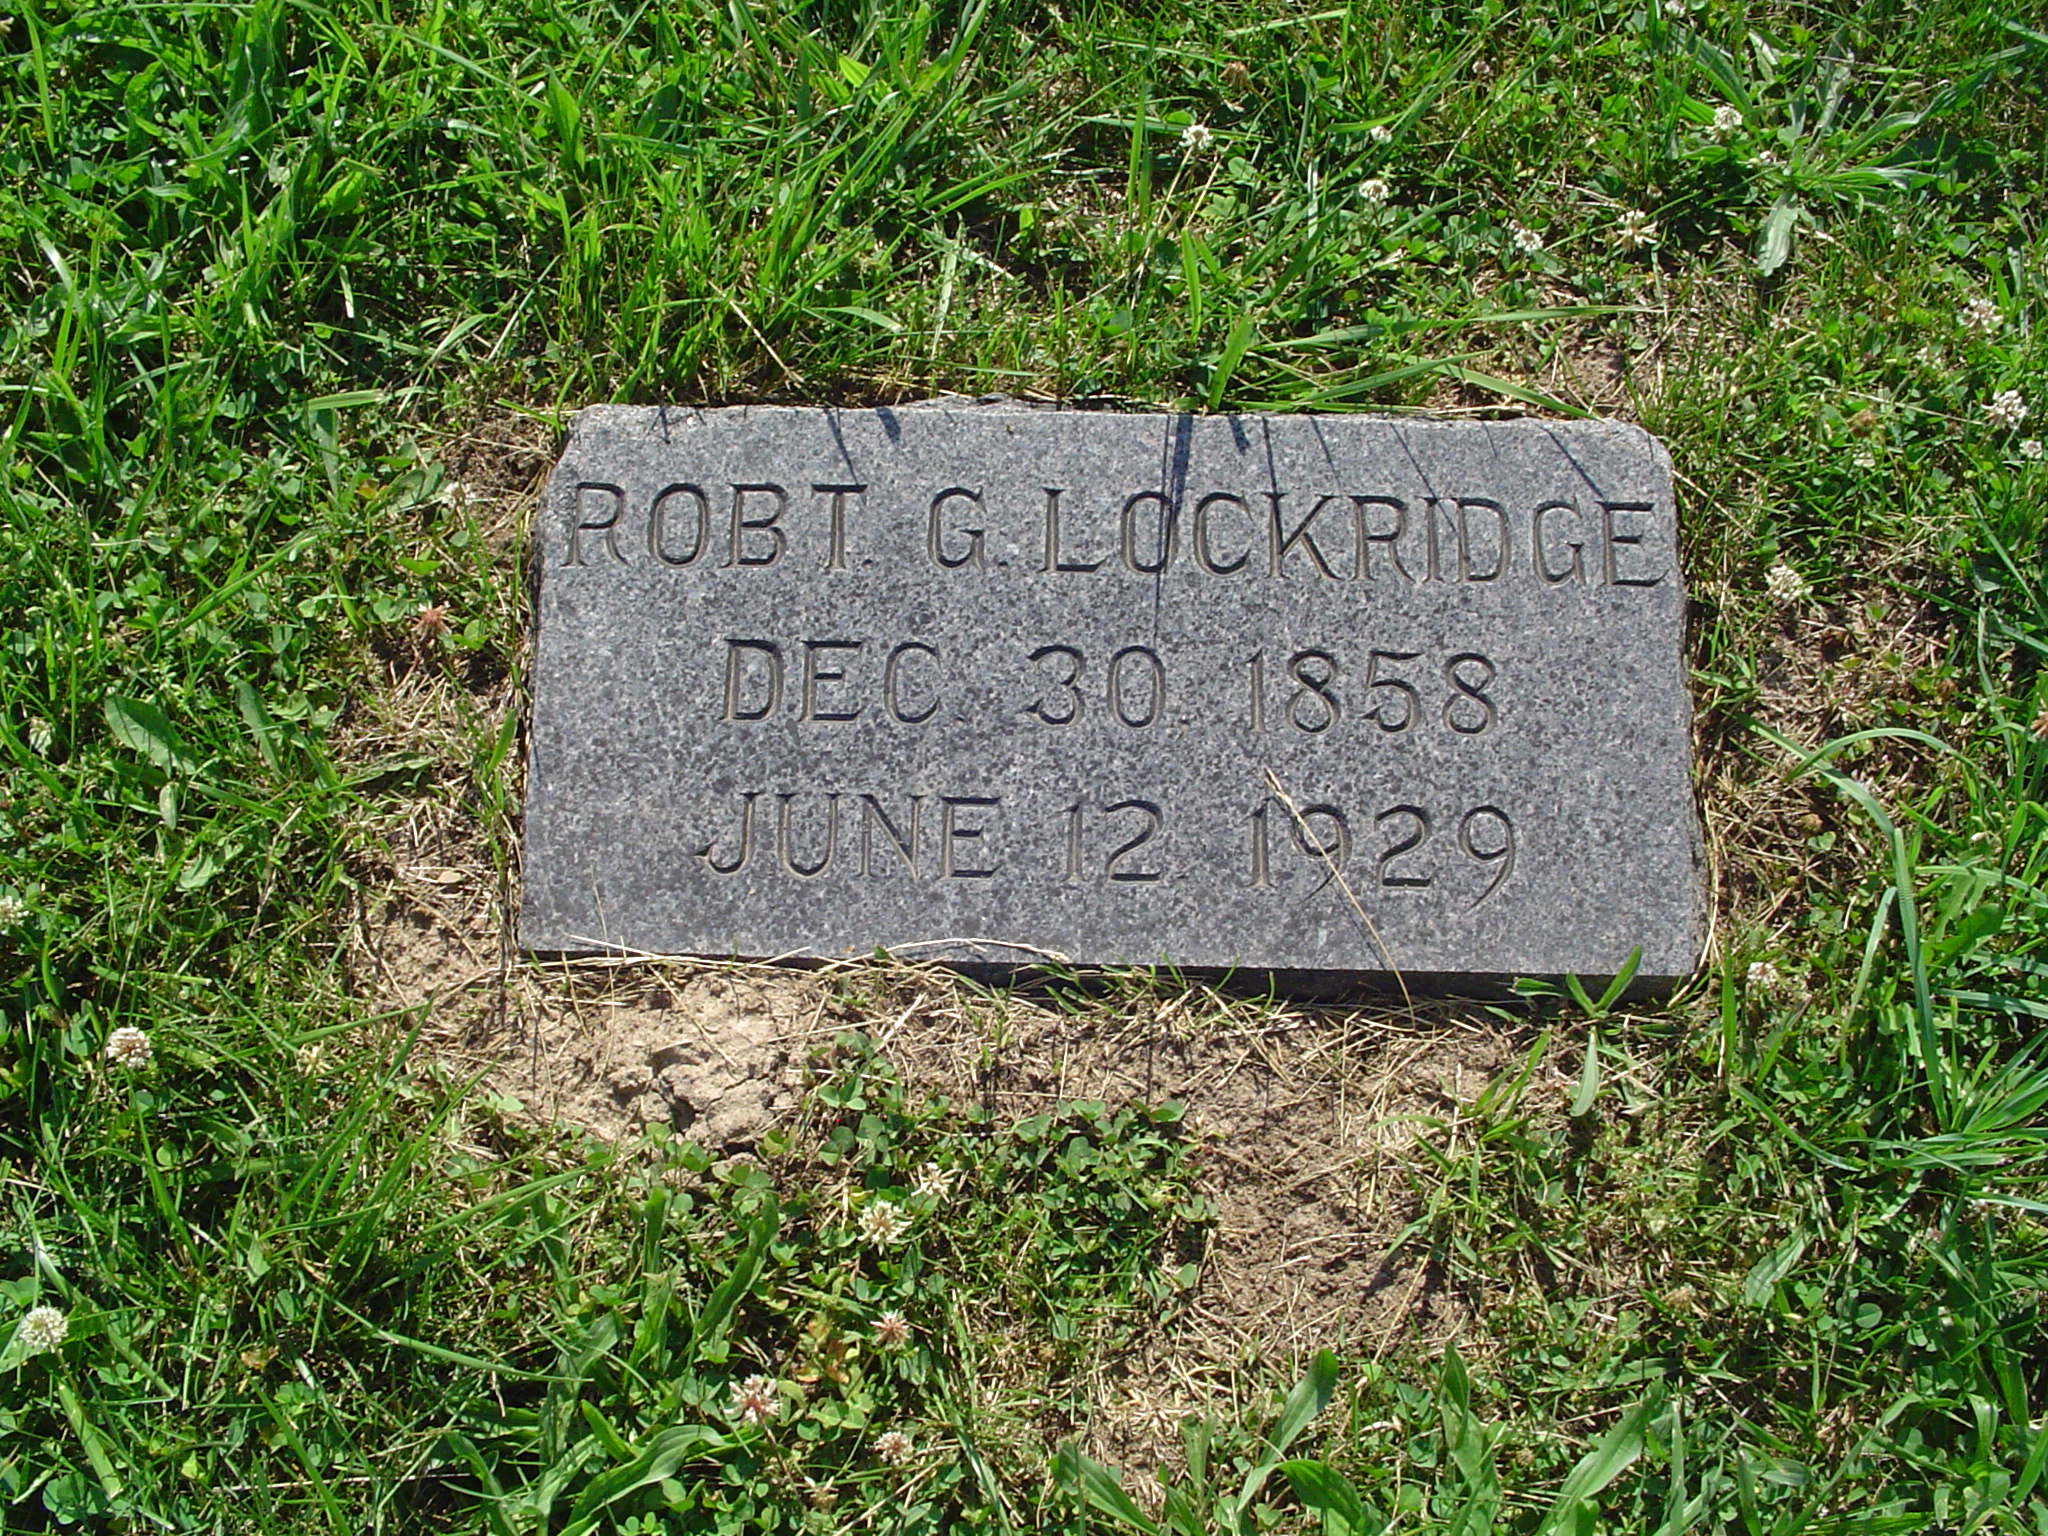 ROBT. G. LOCKRIDGE
DEC. 30, 1858
JUNE 12, 1929